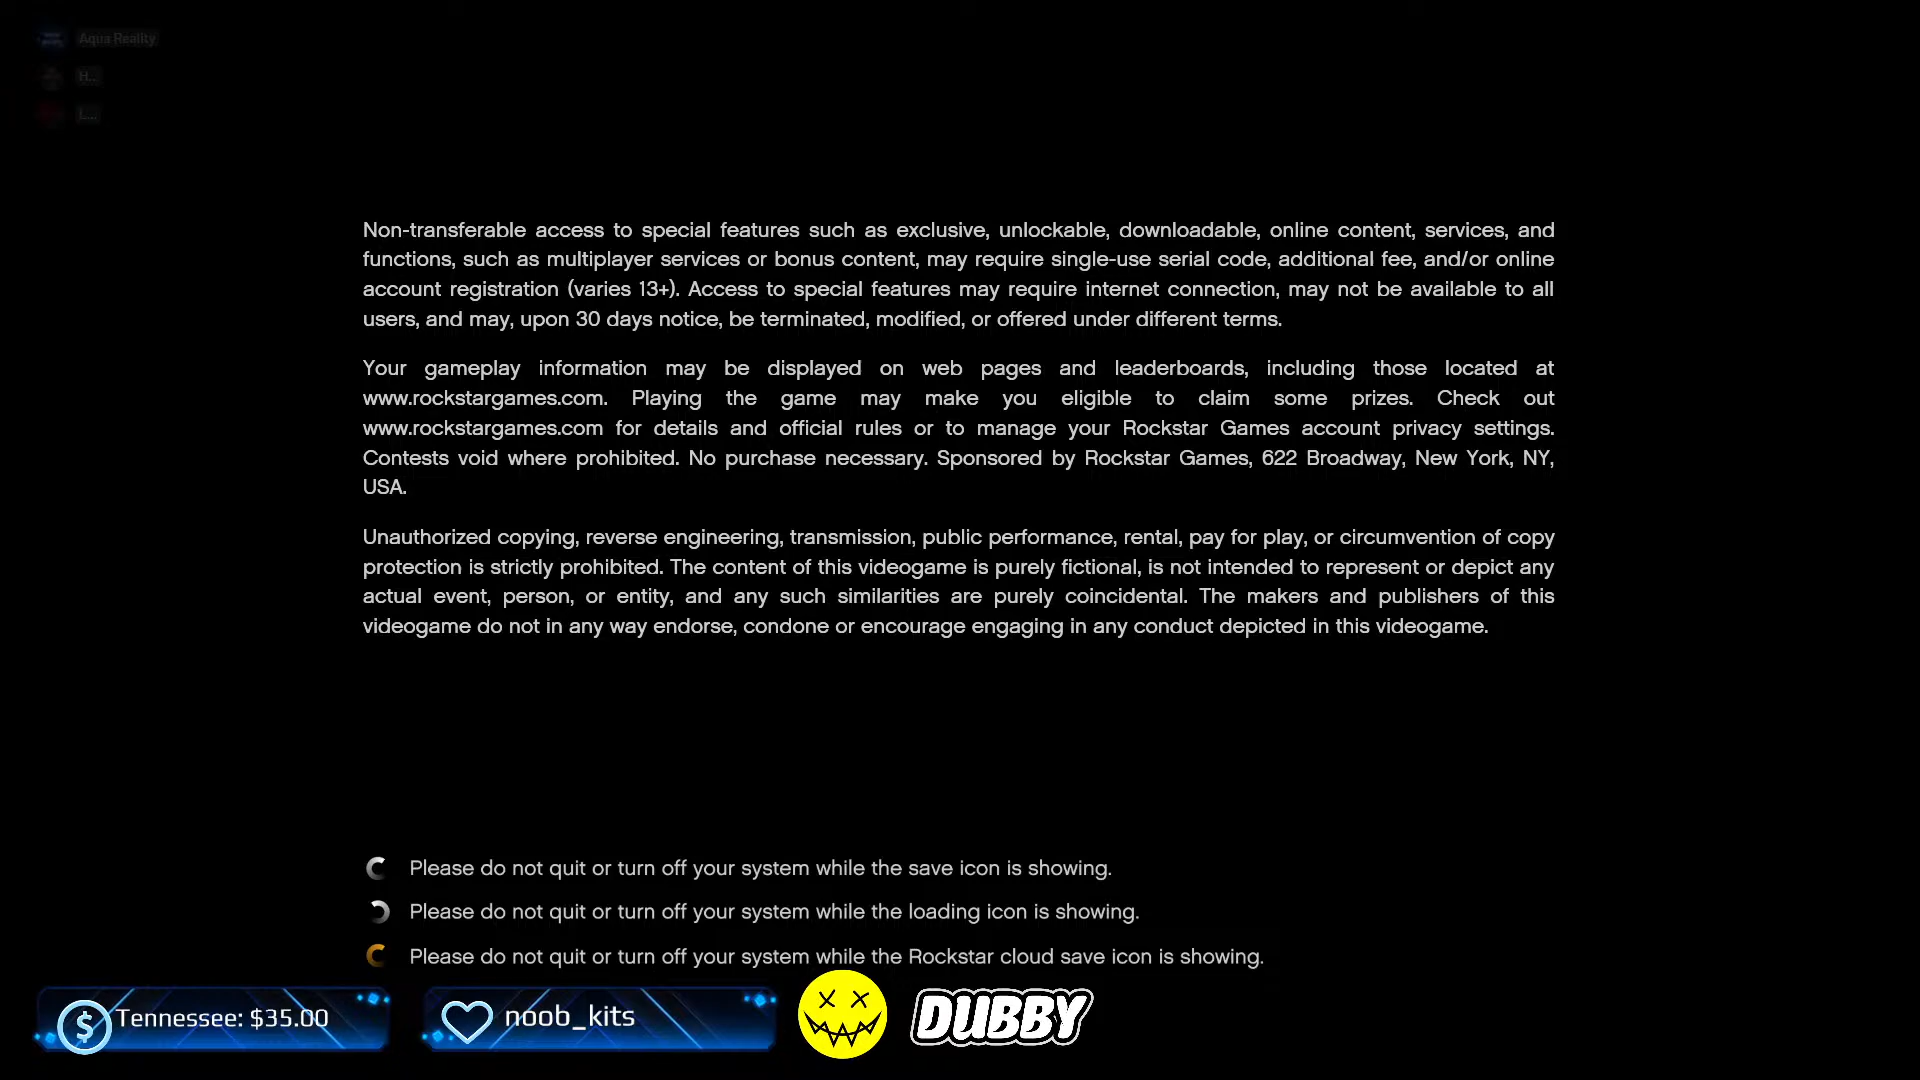 Aqua Reality
H...
L...
Non-transferable access to special features such as exclusive, unlockable, downloadable, online content, services, and
functions, such as multiplayer services or bonus content, may require single-use serial code, additional fee, and/or online
account registration (varies 13+). Access to special features may require internet connection, may not be available to all
users, and may, upon 30 days notice, be terminated, modified, or offered under different terms.
Your gameplay information may be displayed on web pages and leaderboards, including those located at
www.rockstargames.com. Playing the game may make you eligible to claim some prizes. Check out
www.rockstargames.com for details and official rules or to manage your Rockstar Games account privacy settings.
Contests void where prohibited. No purchase necessary. Sponsored by Rockstar Games, 622 Broadway, New York, NY,
USA.
Unauthorized copying, reverse engineering, transmission, public performance, rental, pay for play, or circumvention of copy
protection is strictly prohibited. The content of this videogame is purely fictional, is not intended to represent or depict any
actual event, person, or entity, and any such similarities are purely coincidental. The makers and publishers of this
videogame do not in any way endorse, condone or encourage engaging in any conduct depicted in this videogame.
Please do not quit or turn off your system while the save icon is showing.
Please do not quit or turn off your system while the loading icon is showing.
Please do not quit or turn off your system while the Rockstar cloud save icon is showing.
Tennessee: $35.00
noob_kits
DUBBY